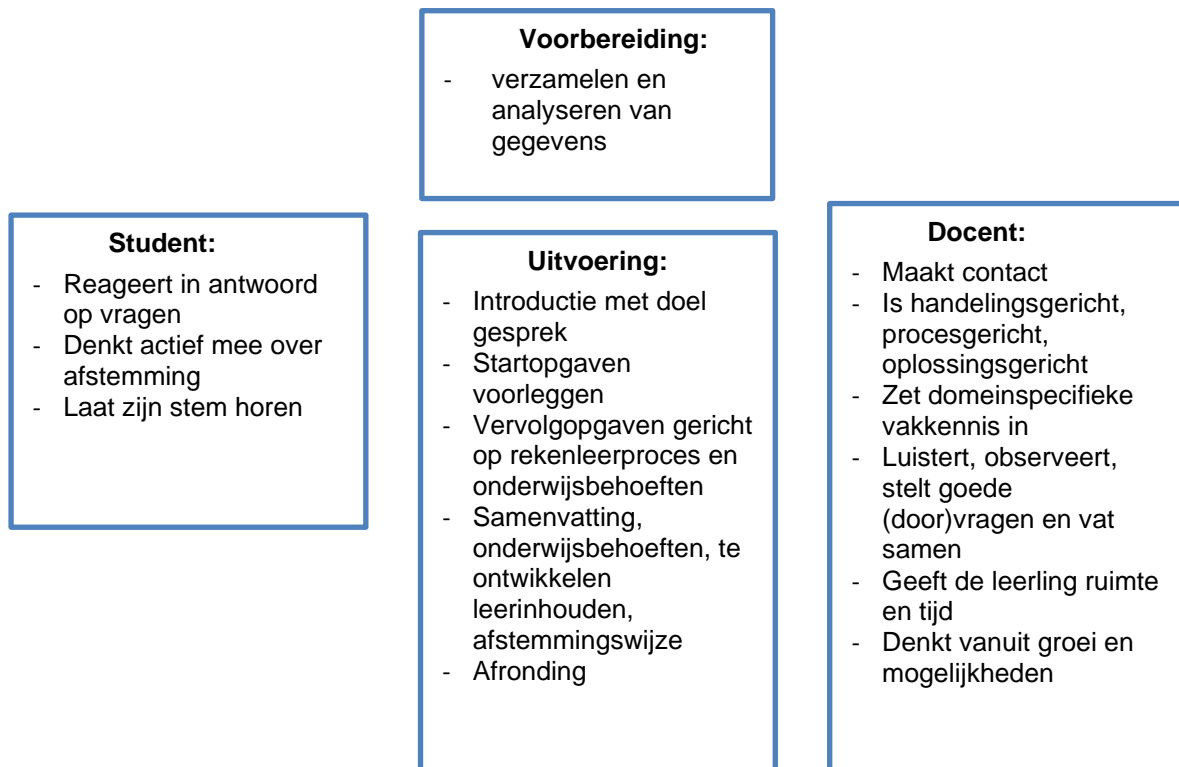 Voorbereiding:
- verzamelen en
analyseren van
gegevens
Student:
- Reageert in antwoord
op vragen
- Denkt actief mee over
afstemming
- Laat zijn stem horen
Uitvoering:
- Introductie met doel
gesprek
- Startopgaven
voorleggen
- Vervolgopgaven gericht
op rekenleerproces en
onderwijsbehoeften
- Samenvatting,
onderwijsbehoeften, te
ontwikkelen
leerinhouden,
afstemmingswijze
- Afronding
Docent:
- Maakt contact
- Is handelingsgericht,
procesgericht,
oplossingsgericht
- Zet domeinspecifieke
vakkennis in
- Luistert, observeert,
stelt goede
(door)vragen en vat
samen
- Geeft de leerling ruimte
en tijd
- Denkt vanuit groei en
mogelijkheden